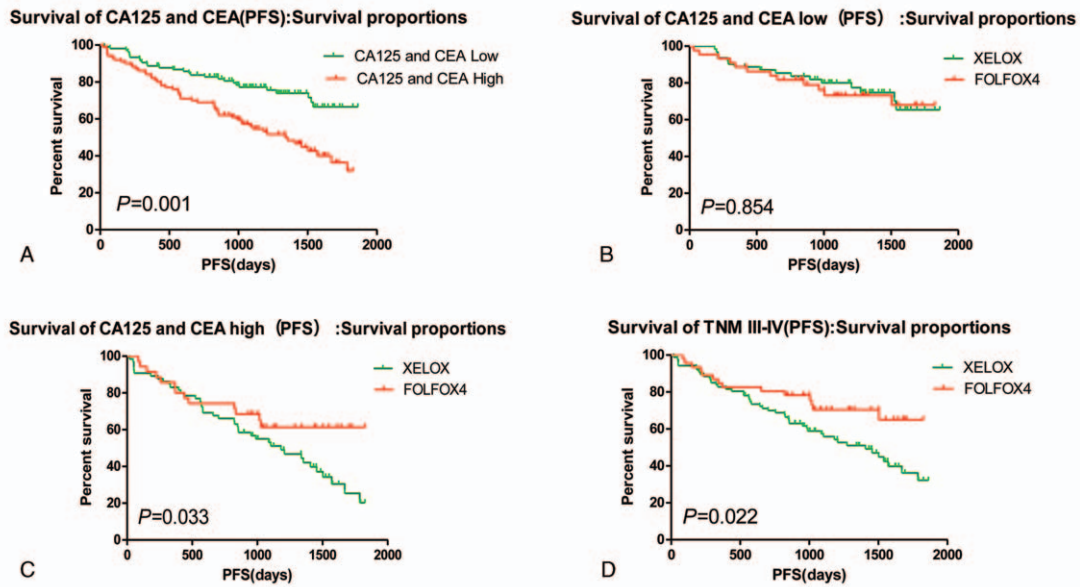 Survival of CA125 and CEA(PFS):Survival proportions
100
80
60
40
20
0
Percent survival
CA125 and CEA Low
CA125 and CEA High
P=0.001
0 500 1000 1500 2000
PFS(days)
A
Survival of CA125 and CEA low (PFS) :Survival proportions
100
80
60
40
20
0
Percent survival
XELOX
FOLFOX4
P=0.854
0 500 1000 1500 2000
PFS(days)
B
Survival of CA125 and CEA high (PFS) :Survival proportions
100
80
60
40
20
0
Percent survival
XELOX
FOLFOX4
P=0.033
0 500 1000 1500 2000
PFS(days)
C
Survival of TNM III-IV(PFS):Survival proportions
100
80
60
40
20
0
Percent survival
XELOX
FOLFOX4
P=0.022
0 500 1000 1500 2000
PFS(days)
D